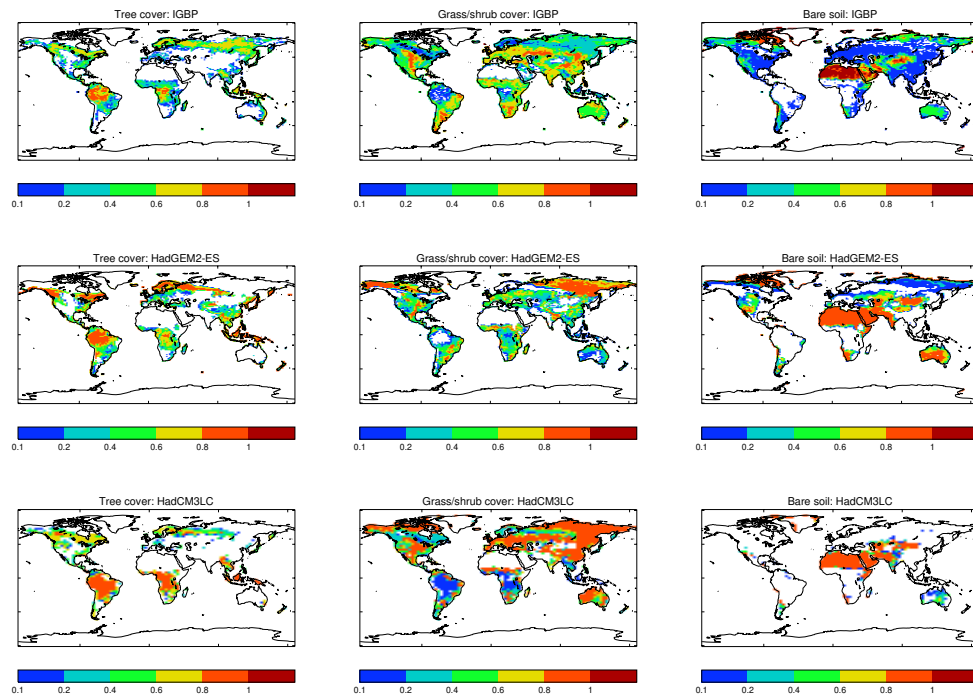 Tree cover: IGBP
Grass/shrub cover: IGBP
Bare soil: IGBP
0.1 0.2 0.4 0.6 0.8 1
0.1 0.2 0.4 0.6 0.8 1
0.1 0.2 0.4 0.6 0.8 1
Tree cover: HadGEM2-ES
Grass/shrub cover: HadGEM2-ES
Bare soil: HadGEM2-ES
0.1 0.2 0.4 0.6 0.8 1
0.1 0.2 0.4 0.6 0.8 1
0.1 0.2 0.4 0.6 0.8 1
Tree cover: HadCM3LC
Grass/shrub cover: HadCM3LC
Bare soil: HadCM3LC
0.1 0.2 0.4 0.6 0.8 1
0.1 0.2 0.4 0.6 0.8 1
0.1 0.2 0.4 0.6 0.8 1